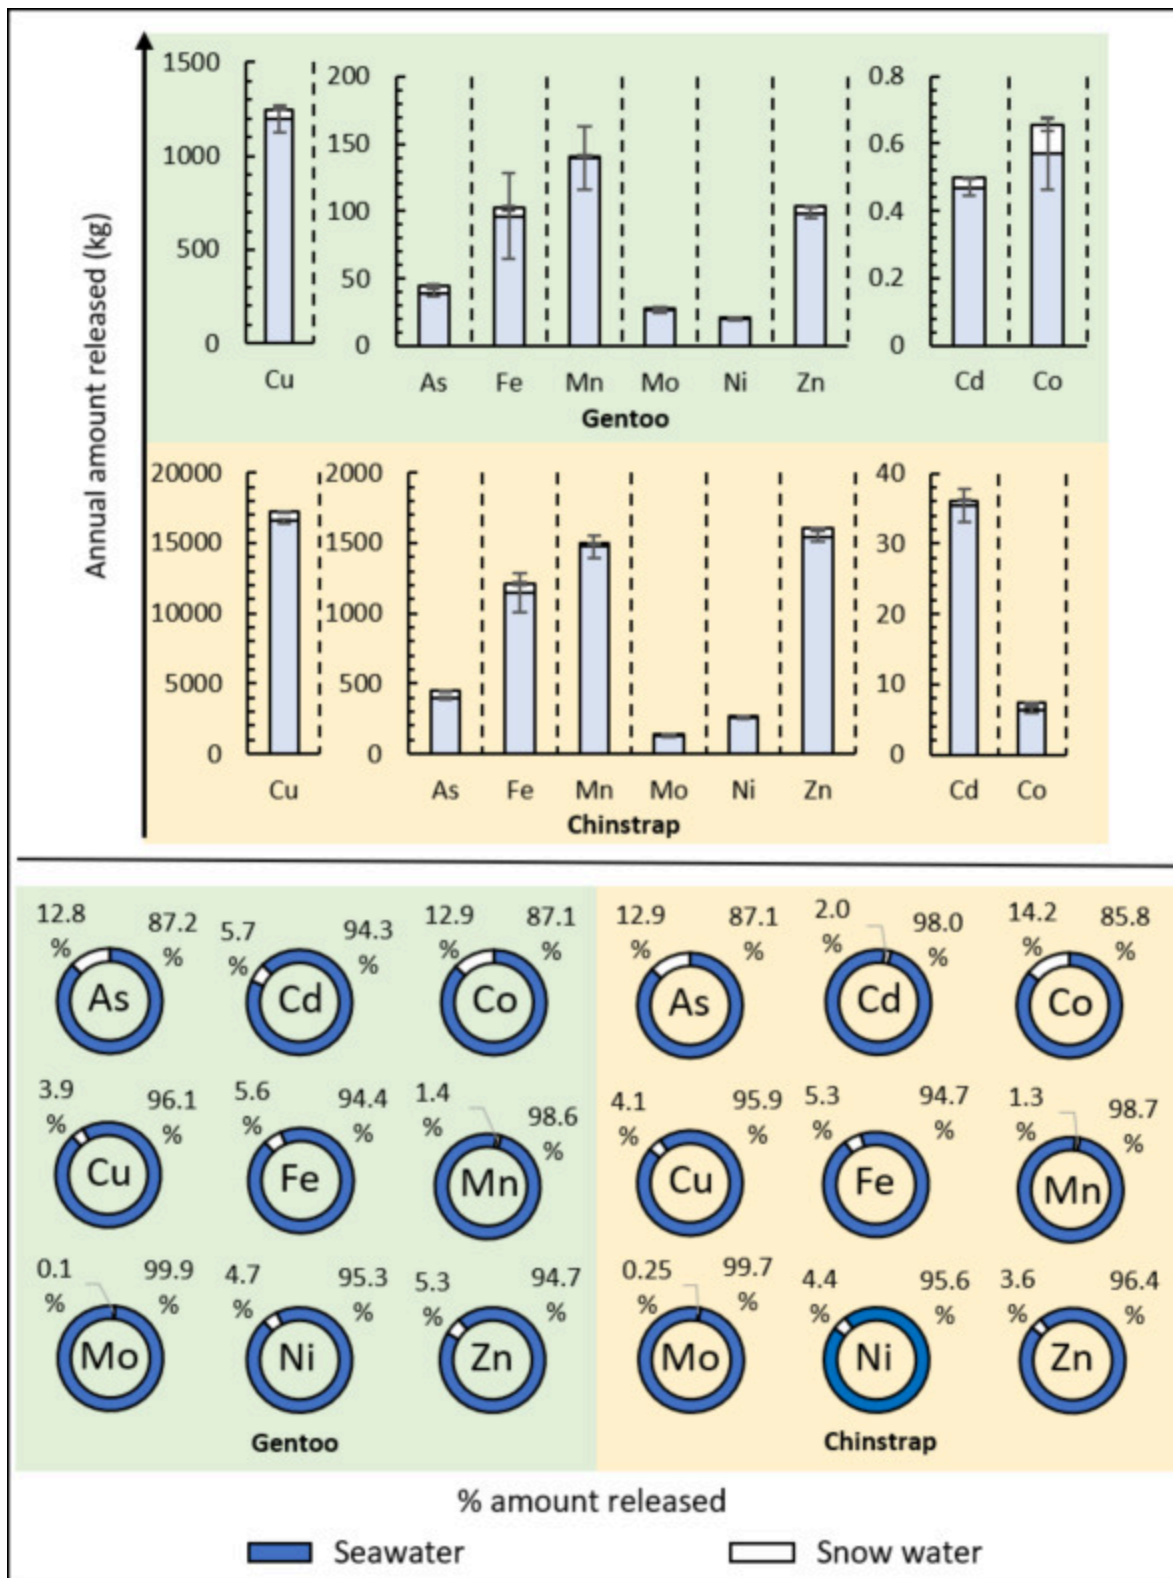 Annual amount released (kg)
1500
1000
500
0
Cu
200
150
100
50
0
As Fe Mn Mo Ni Zn
0.8
0.6
0.4
0.2
0
Cd Co
Gentoo
20000
15000
10000
5000
0
Cu
2000
1500
1000
500
0
As Fe Mn Mo Ni Zn
40
30
20
10
0
Cd Co
Chinstrap
12.8 % 87.2 %
As
5.7 % 94.3 %
Cd
12.9 % 87.1 %
Co
3.9 % 96.1 %
Cu
5.6 % 94.4 %
Fe
1.4 % 98.6 %
Mn
0.1 % 99.9 %
Mo
4.7 % 95.3 %
Ni
5.3 % 94.7 %
Zn
Gentoo
12.9 % 87.1 %
As
2.0 % 98.0 %
Cd
14.2 % 85.8 %
Co
4.1 % 95.9 %
Cu
5.3 % 94.7 %
Fe
1.3 % 98.7 %
Mn
0.25 % 99.7 %
Mo
4.4 % 95.6 %
Ni
3.6 % 96.4 %
Zn
Chinstrap
% amount released
Seawater
Snow water